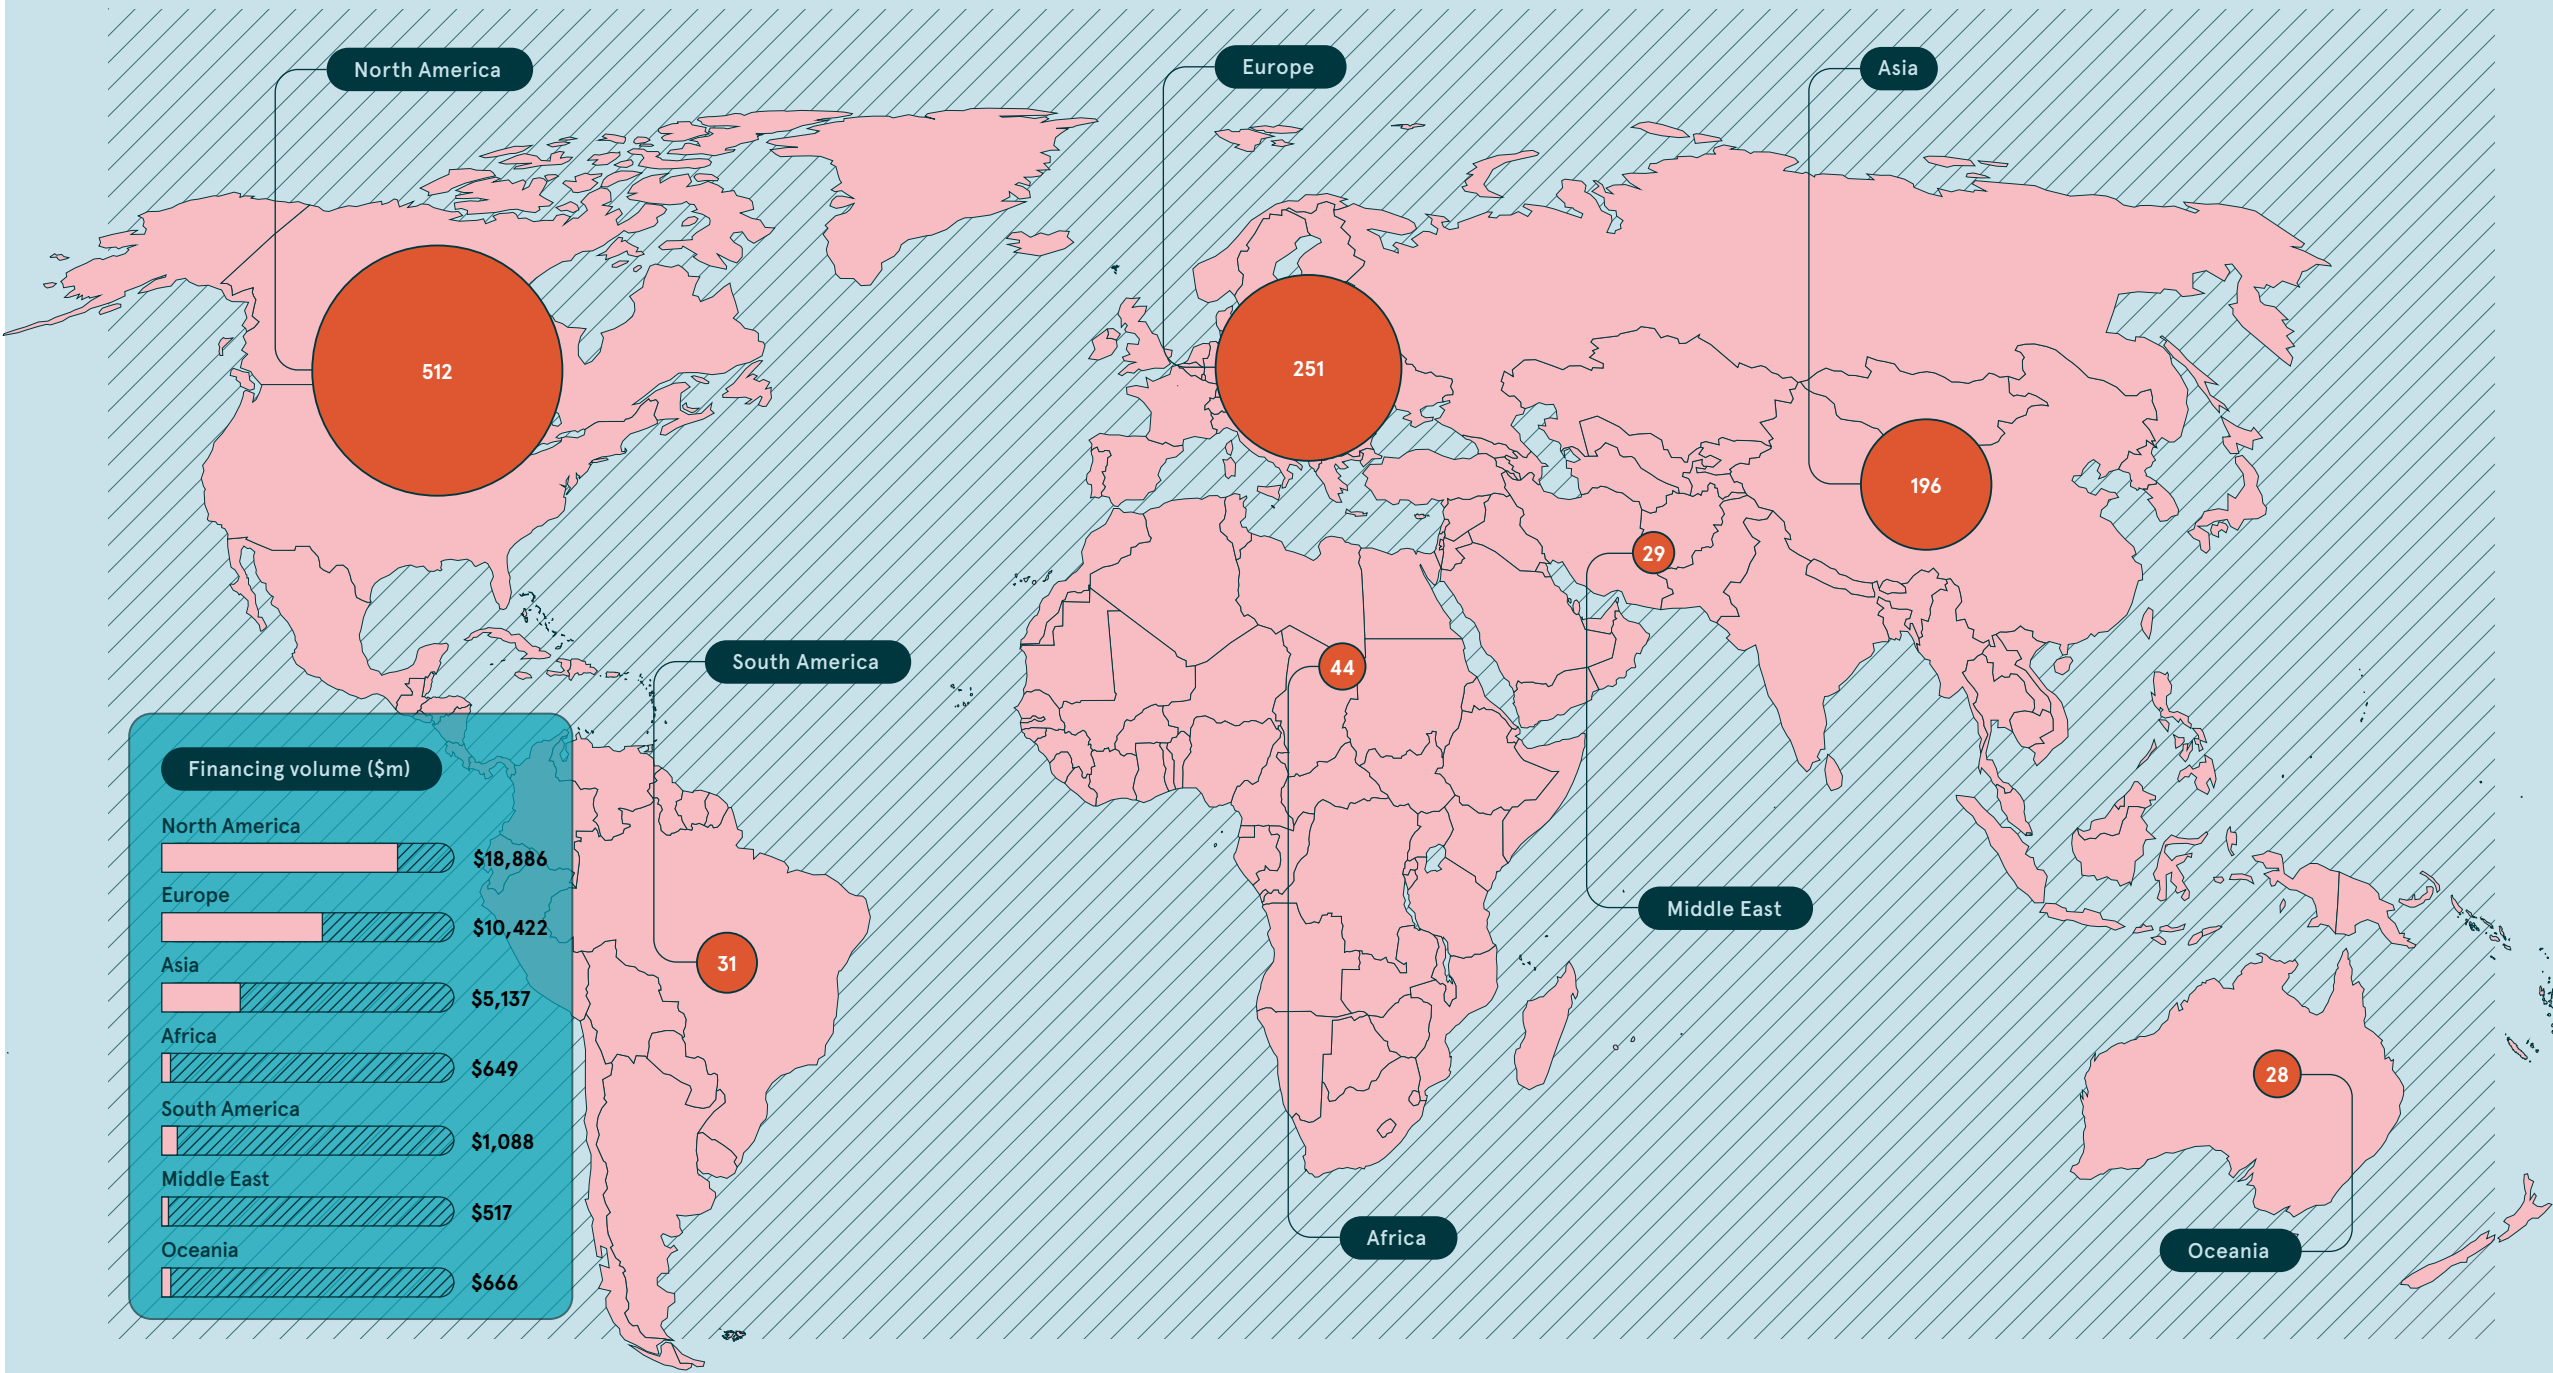 North America
Europe
Asia
512
251
196
29
44
South America
Middle East
31
28
Africa
Oceania
Financing volume ($m)
North America
$18,886
Europe
$10,422
Asia
$5,137
Africa
$649
South America
$1,088
Middle East
$517
Oceania
$666